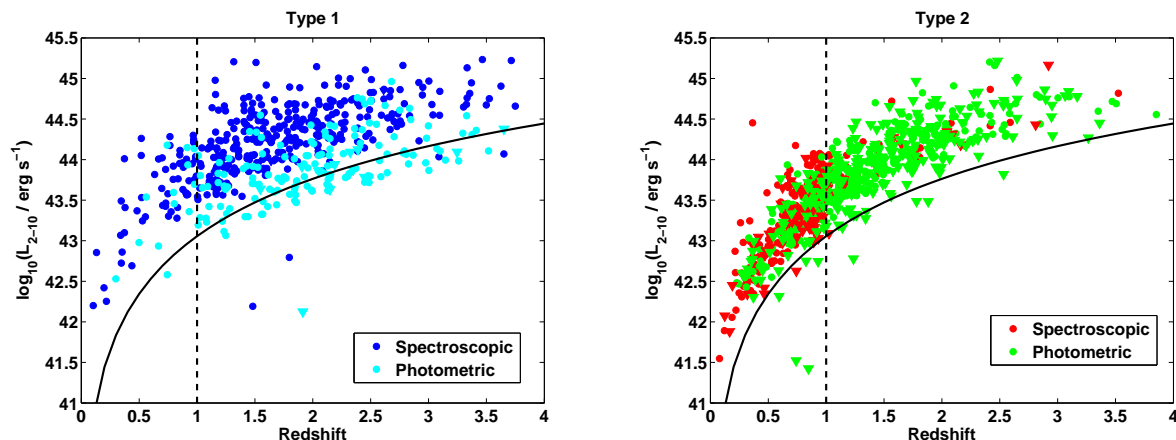 Type 1
45.5
45
44.5
44
43.5
43
42.5
42
41.5
41
log10(L2−10 / erg s−1)
0 0.5 1 1.5 2 2.5 3 3.5 4
Redshift
Spectroscopic
Photometric
Type 2
45.5
45
44.5
44
43.5
43
42.5
42
41.5
41
log10(L2−10 / erg s−1)
0 0.5 1 1.5 2 2.5 3 3.5 4
Redshift
Spectroscopic
Photometric